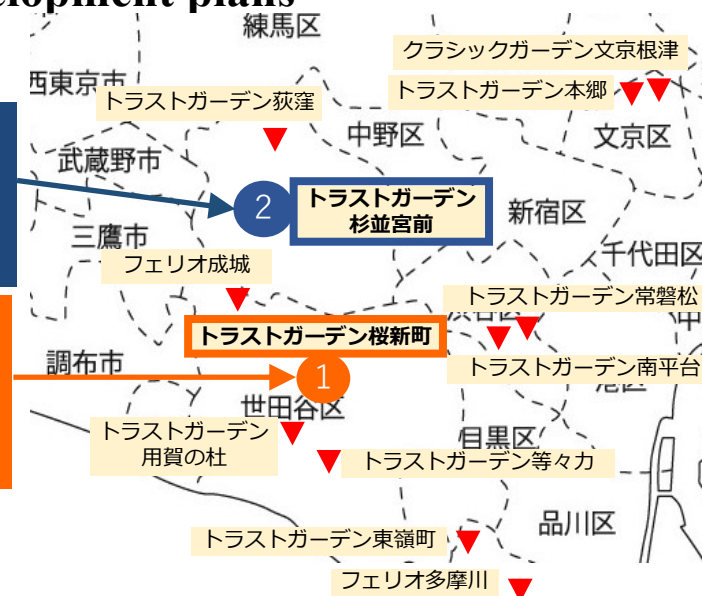 elopment plans
練馬区
クラシックガーデン文京根津
西東京市
トラストガーデン荻窪
トラストガーデン本郷
中野区
文京区
武蔵野市
2
トラストガーデン
杉並宮前
新宿区
三鷹市
千代田区
フェリオ成城
トラストガーデン常磐松
トラストガーデン桜新町
調布市
1
トラストガーデン南平台
世田谷区
トラストガーデン
用賀の杜
目黒区
トラストガーデン等々力
品川区
トラストガーデン東嶺町
フェリオ多摩川